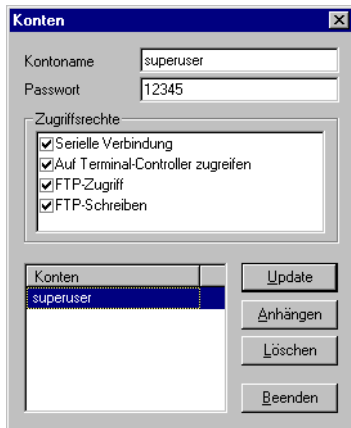 Konten
Kontoname superuser
Passwort 12345
Zugriffsrechte
Serielle Verbindung
Auf Terminal-Controller zugreifen
FTP-Zugriff
FTP-Schreiben
Konten
superuser
Update
Anhängen
Löschen
Beenden